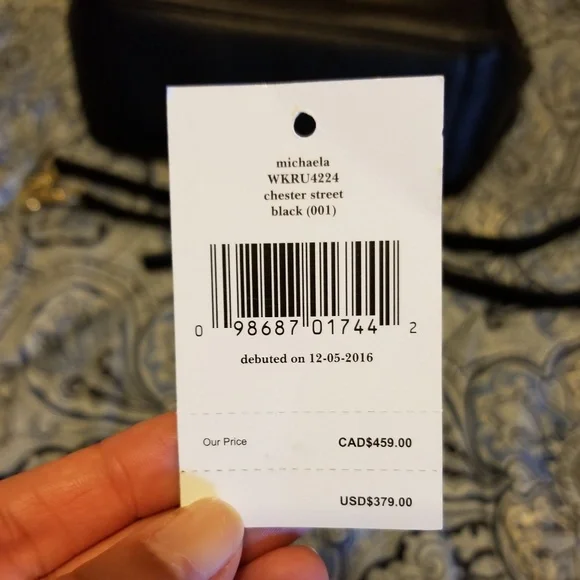 michaela
WKRU4224
chester street
black (001)
0 98687 01744 2
debuted on 12-05-2016
Our Price CAD$459.00
USD$379.00